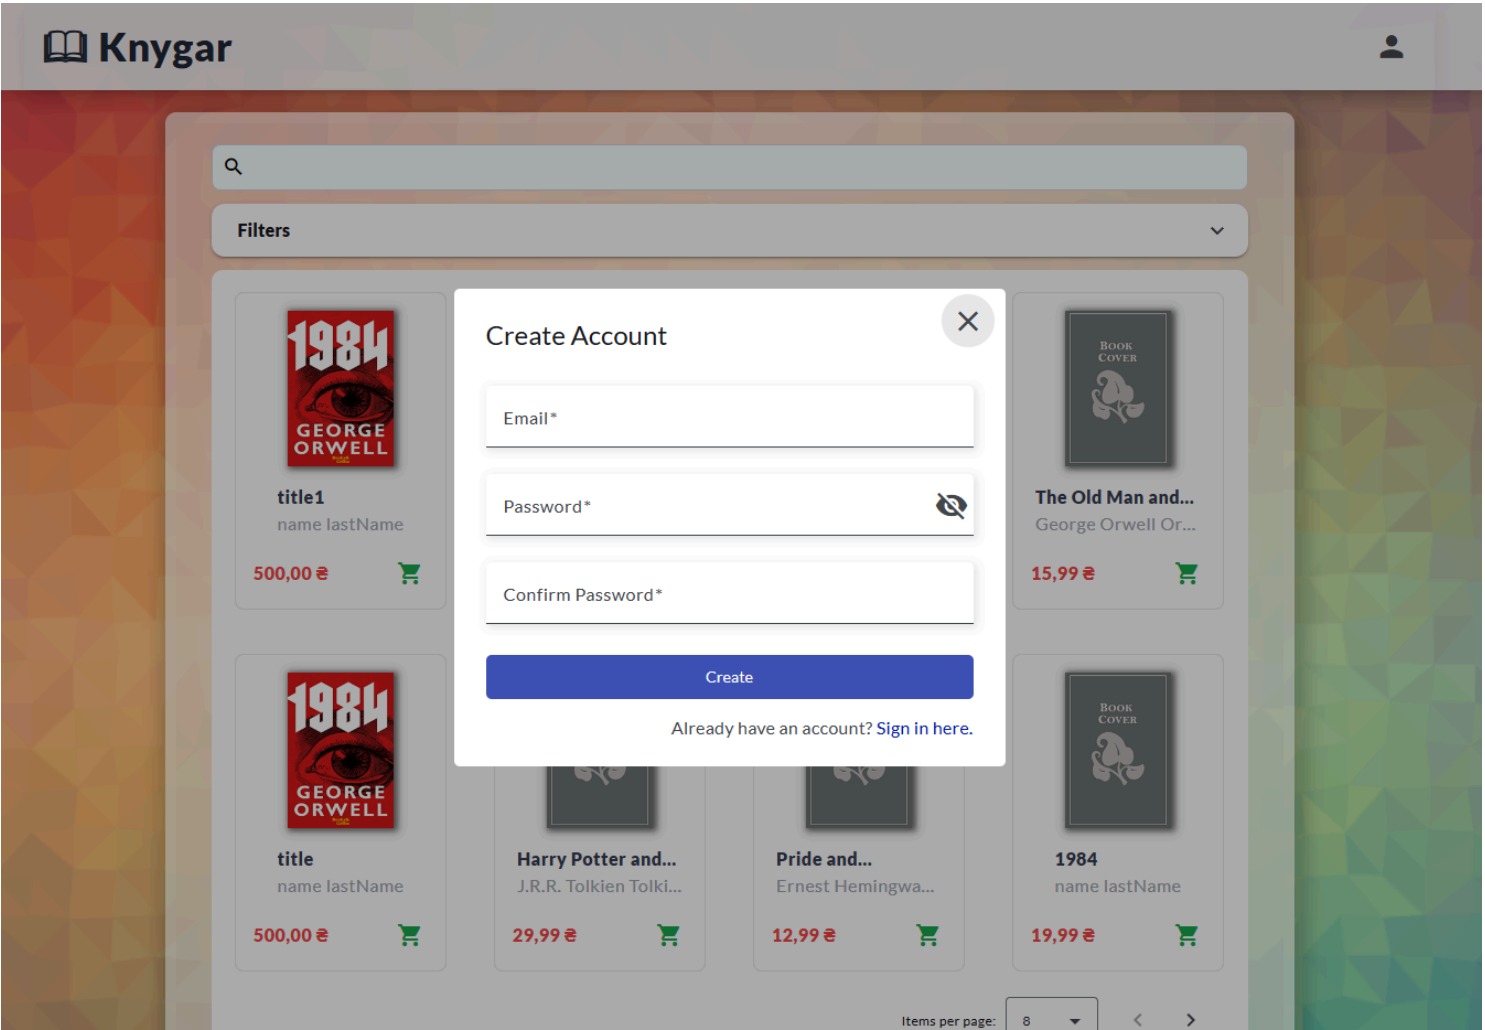 Knygar
Filters
1984
GEORGE
ORWELL
title1
name lastName
500,00 ₴
Create Account
Email*
Password*
Confirm Password*
Create
Already have an account? Sign in here.
BOOK
COVER
The Old Man and...
George Orwell Or...
15,99 ₴
1984
GEORGE
ORWELL
title
name lastName
500,00 ₴
Harry Potter and...
J.R.R. Tolkien Tolki...
29,99 ₴
Pride and...
Ernest Hemingwa...
12,99 ₴
BOOK
COVER
1984
name lastName
19,99 ₴
Items per page: 8